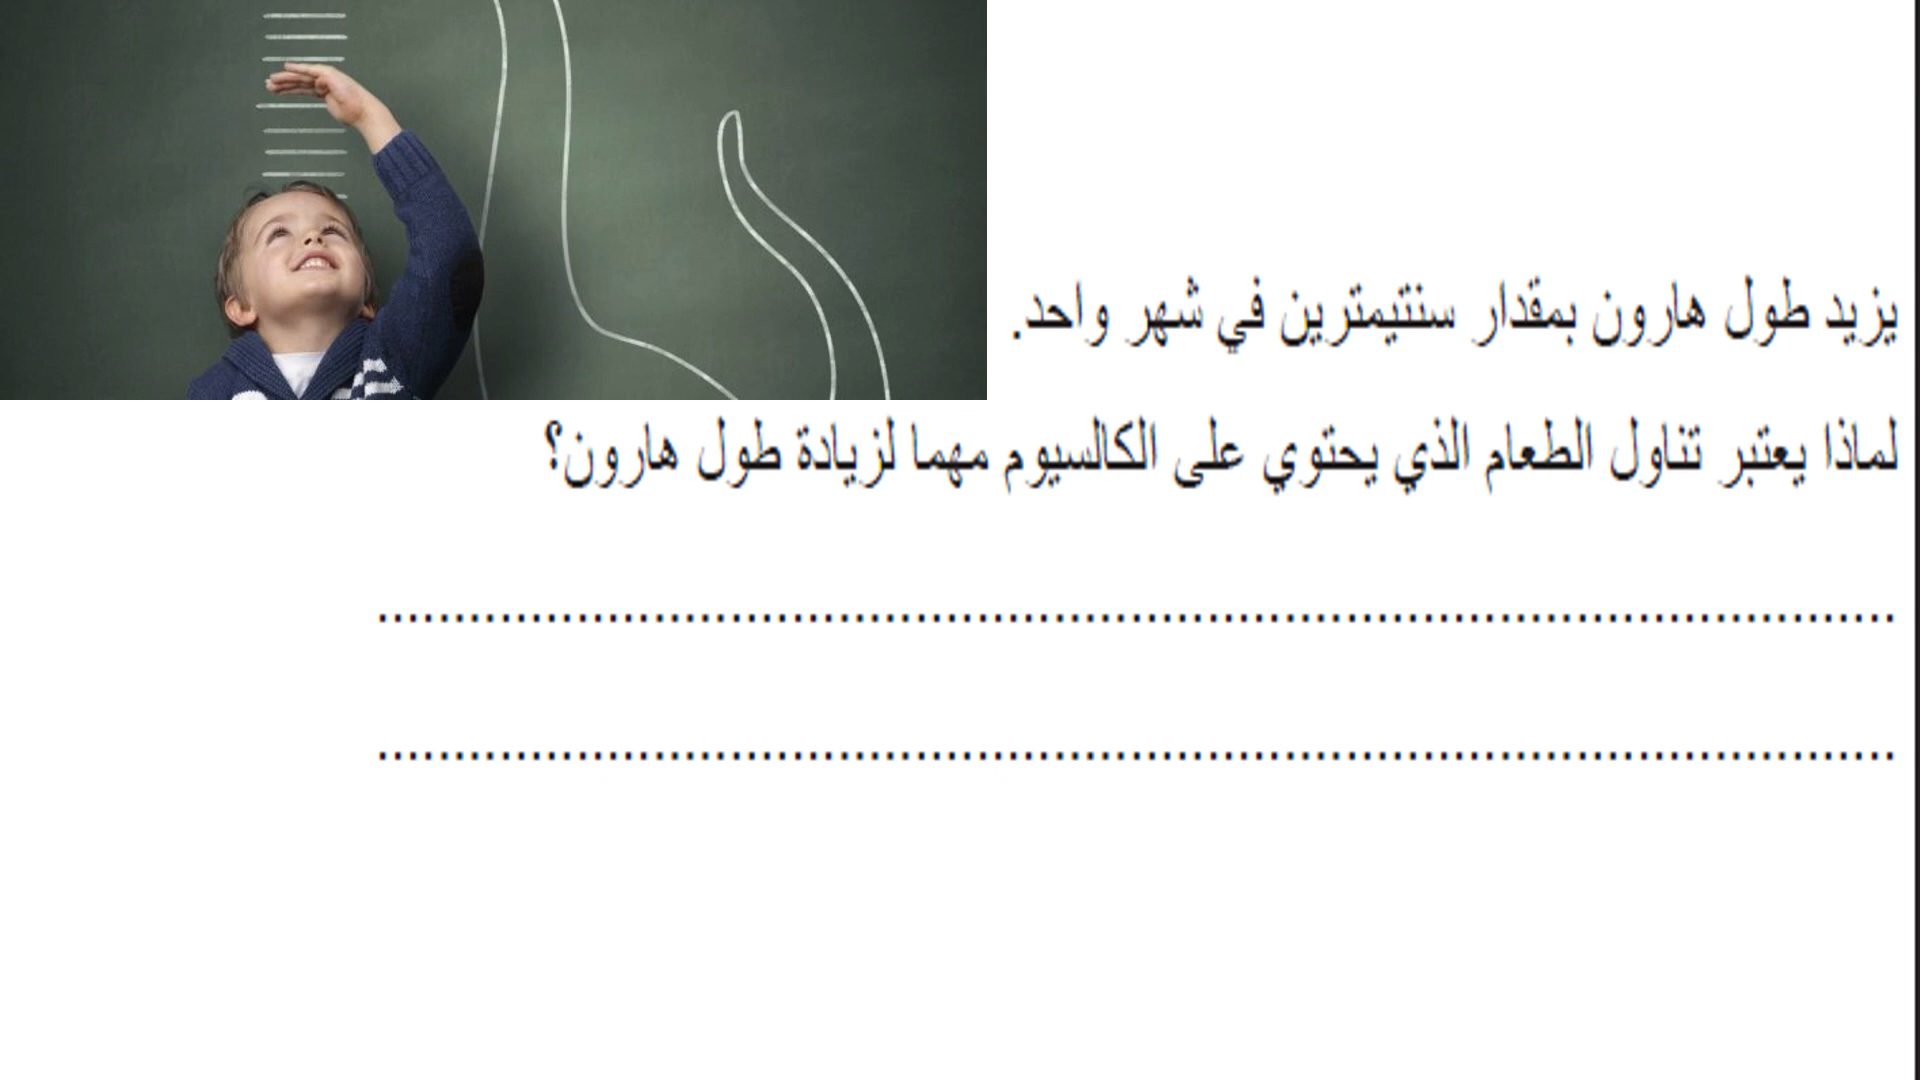 يزيد طول هارون بمقدار سنتيمترين في شهر واحد.
لماذا يعتبر تناول الطعام الذي يحتوي على الكالسيوم مهما لزيادة طول هارون؟